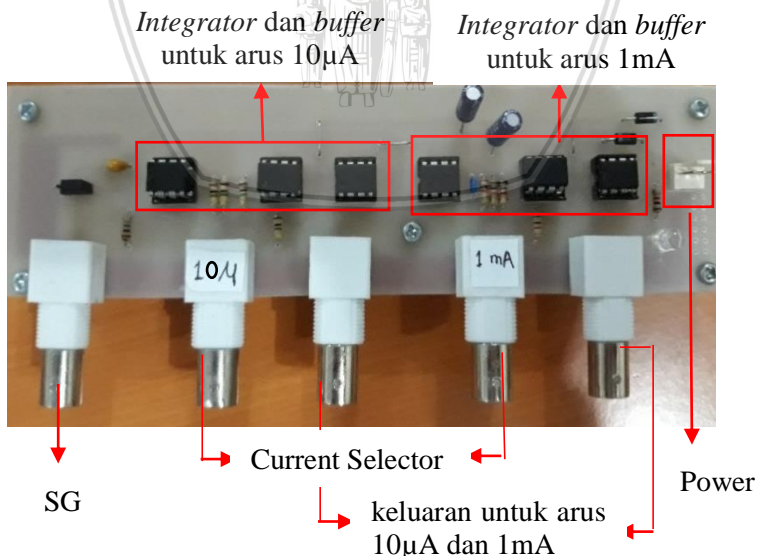 Integrator dan buffer
untuk arus 10µA
Integrator dan buffer
untuk arus 1mA
10µ
1 mA
Current Selector
SG
Power
keluaran untuk arus
10µA dan 1mA